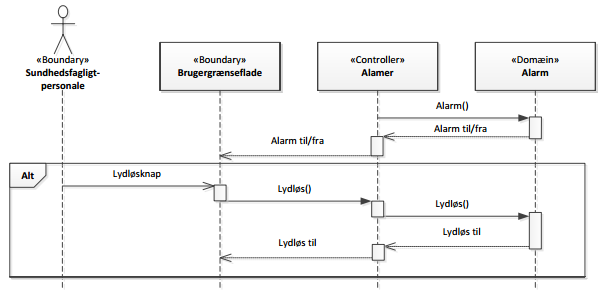 «Boundary»
Sundhedsfagligt-
personale
«Boundary»
Brugergrænseflade
«Controller»
Alamer
«Domæin»
Alarm
Alarm()
Alarm til/fra
Alarm til/fra
Alt
Lydløsknap
Lydløs()
Lydløs()
Lydløs til
Lydløs til